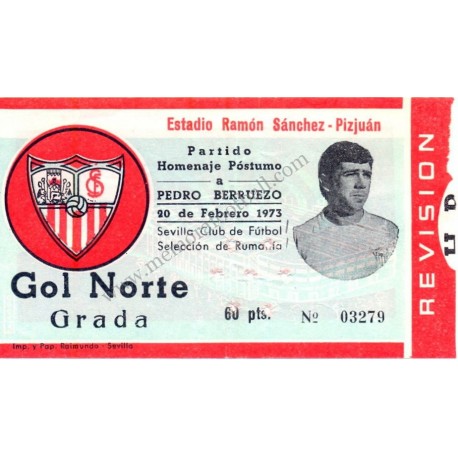 Estadio Ramón Sánchez-Pizjuán
Partido
Homenaje Póstumo
a
PEDRO BERRUEZO
20 de Febrero 1973
Sevilla Club de Fútbol
Selección de Rumanía
Gol Norte
Grada
60 pts.
Nº 03279
Imp. y Pap. Raimundo - Sevilla
REVISION